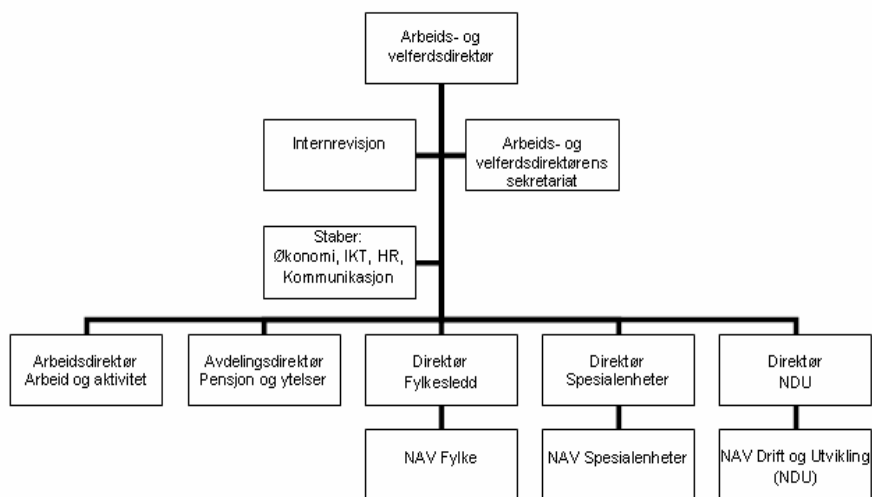 Arbeids- og
velferdsdirektør
Internrevisjon
Arbeids- og
velferdsdirektørens
sekretariat
Staber:
Økonomi, IKT, HR,
Kommunikasjon
Arbeidsdirektør
Arbeid og aktivitet
Avdelingsdirektør
Pensjon og ytelser
Direktør
Fylkesledd
Direktør
Spesialenheter
Direktør
NDU
NAV Fylke
NAV Spesialenheter
NAV Drift og Utvikling
(NDU)